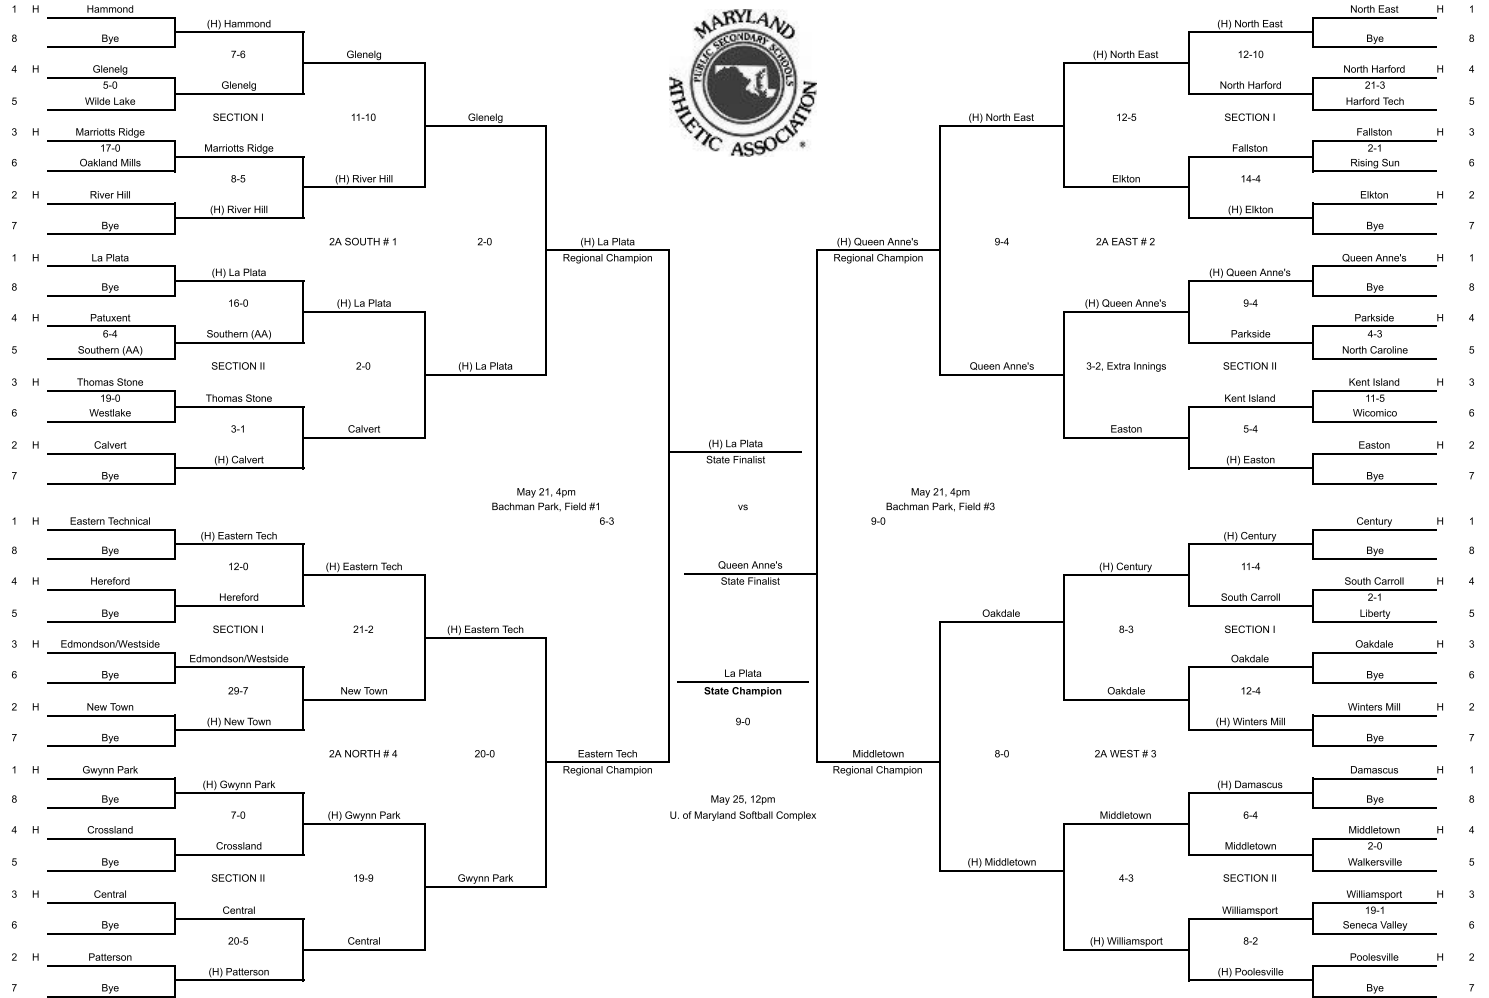 MARYLAND
PUBLIC SECONDARY SCHOOLS
ATHLETIC ASSOCIATION
®
1 H Hammond
(H) Hammond
8 Bye
7-6
Glenelg
4 H Glenelg
5-0
Glenelg
5 Wilde Lake
SECTION I
11-10
Glenelg
3 H Marriotts Ridge
17-0
Marriotts Ridge
6 Oakland Mills
8-5
(H) River Hill
2 H River Hill
(H) River Hill
7 Bye
2A SOUTH # 1
2-0
(H) La Plata
Regional Champion
1 H La Plata
(H) La Plata
8 Bye
16-0
(H) La Plata
4 H Patuxent
6-4
Southern (AA)
5 Southern (AA)
SECTION II
2-0
(H) La Plata
3 H Thomas Stone
19-0
Thomas Stone
6 Westlake
3-1
Calvert
2 H Calvert
(H) Calvert
7 Bye
May 21, 4pm
Bachman Park, Field #1
6-3
1 H Eastern Technical
(H) Eastern Tech
8 Bye
12-0
(H) Eastern Tech
4 H Hereford
Hereford
5 Bye
SECTION I
21-2
(H) Eastern Tech
3 H Edmondson/Westside
Edmondson/Westside
6 Bye
29-7
New Town
2 H New Town
(H) New Town
7 Bye
2A NORTH # 4
20-0
Eastern Tech
Regional Champion
1 H Gwynn Park
(H) Gwynn Park
8 Bye
7-0
(H) Gwynn Park
4 H Crossland
Crossland
5 Bye
SECTION II
19-9
Gwynn Park
3 H Central
Central
6 Bye
20-5
Central
2 H Patterson
(H) Patterson
7 Bye
(H) La Plata
State Finalist
vs
Queen Anne's
State Finalist
La Plata
State Champion
9-0
May 25, 12pm
U. of Maryland Softball Complex
North East H 1
(H) North East
Bye 8
12-10
(H) North East
North Harford H 4
21-3
North Harford
Harford Tech 5
SECTION I
12-5
(H) North East
Fallston H 3
2-1
Fallston
Rising Sun 6
14-4
Elkton
Elkton H 2
(H) Elkton
Bye 7
2A EAST # 2
9-4
(H) Queen Anne's
Regional Champion
Queen Anne's H 1
(H) Queen Anne's
Bye 8
9-4
(H) Queen Anne's
Parkside H 4
4-3
Parkside
North Caroline 5
SECTION II
3-2, Extra Innings
Queen Anne's
Kent Island H 3
11-5
Kent Island
Wicomico 6
5-4
Easton
Easton H 2
(H) Easton
Bye 7
May 21, 4pm
Bachman Park, Field #3
9-0
Century H 1
(H) Century
Bye 8
11-4
(H) Century
South Carroll H 4
2-1
South Carroll
Liberty 5
SECTION I
8-3
Oakdale
Oakdale H 3
Oakdale
Bye 6
12-4
Oakdale
Winters Mill H 2
(H) Winters Mill
Bye 7
2A WEST # 3
8-0
Middletown
Regional Champion
Damascus H 1
(H) Damascus
Bye 8
6-4
Middletown
Middletown H 4
2-0
Middletown
Walkersville 5
SECTION II
4-3
(H) Middletown
Williamsport H 3
19-1
Williamsport
Seneca Valley 6
8-2
(H) Williamsport
Poolesville H 2
(H) Poolesville
Bye 7